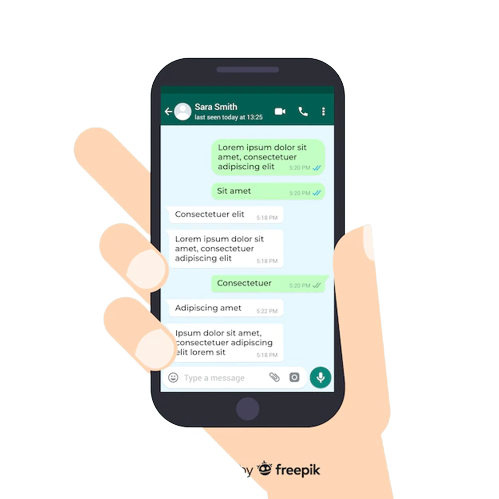 Sara Smith
last seen today at 13:25
Lorem ipsum dolor sit
amet, consectetuer
adipiscing elit
5:20 PM
Sit amet
5:20 PM
Consectetuer elit
5:18 PM
Lorem ipsum dolor sit
amet, consectetuer
adipiscing elit
5:18 PM
Consectetuer
5:20 PM
Adipiscing amet
5:22 PM
Ipsum dolor sit amet,
consectetuer adipiscing
elit lorem sit
5:18 PM
Type a message
by freepik